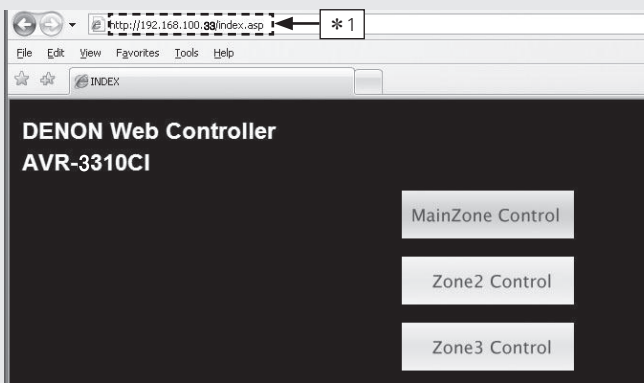 http://192.168.100.33/index.asp
*1
File Edit View Favorites Tools Help
INDEX
DENON Web Controller
AVR-3310CI
MainZone Control
Zone2 Control
Zone3 Control